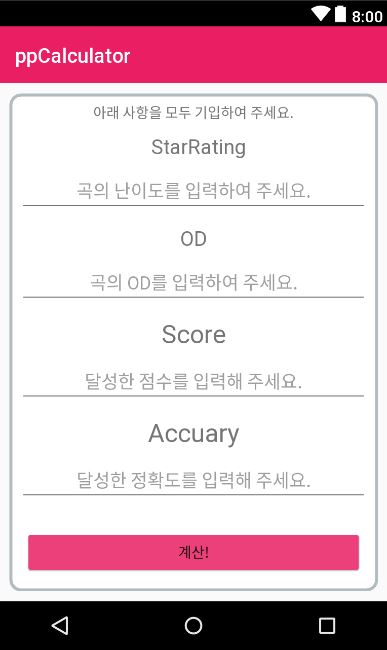 8:00
ppCalculator
아래 사항을 모두 기입하여 주세요.
StarRating
곡의 난이도를 입력하여 주세요.
OD
곡의 OD를 입력하여 주세요.
Score
달성한 점수를 입력해 주세요.
Accuary
달성한 정확도를 입력해 주세요.
계산!